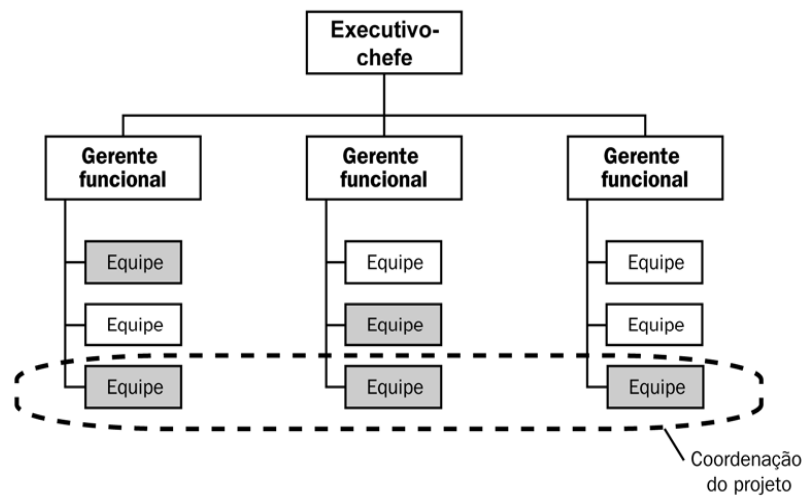 Executivo-
chefe
Gerente
funcional
Gerente
funcional
Gerente
funcional
Equipe
Equipe
Equipe
Equipe
Equipe
Equipe
Equipe
Equipe
Equipe
Coordenação
do projeto